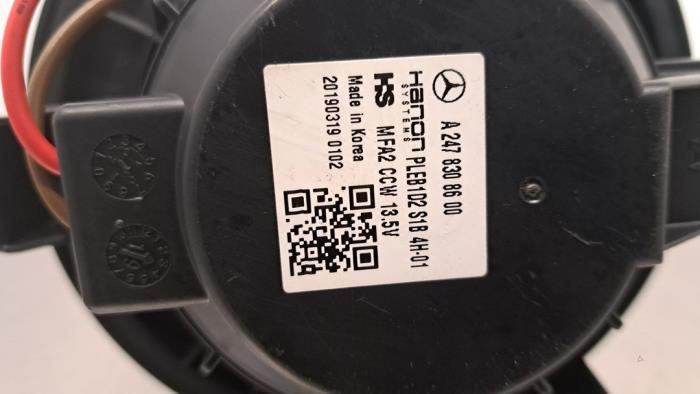 A 247 830 86 00
Hanon PLEB1D2 S1B 4H-01
SYSTEMS
HS MFA2 CCW 13.5V
Made in Korea
20190319 0102